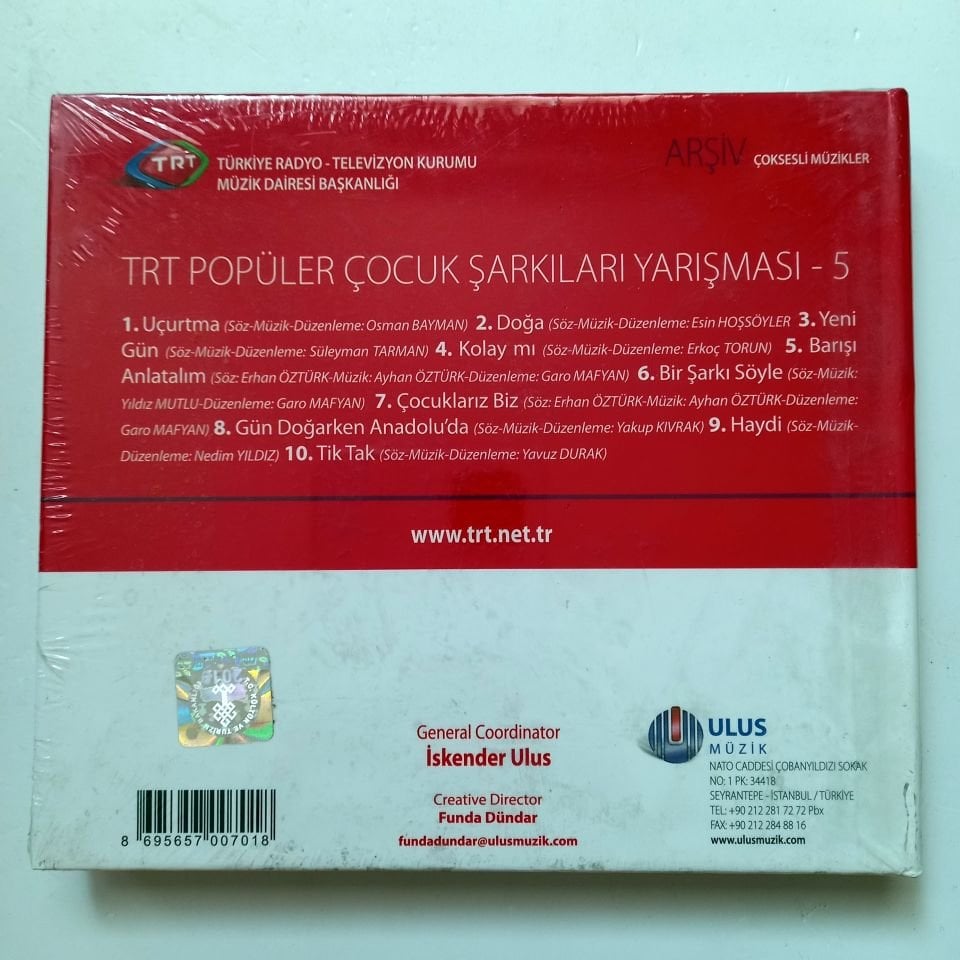 TRT
TÜRKİYE RADYO - TELEVİZYON KURUMU
MÜZİK DAİRESİ BAŞKANLIĞI
ARŞİV ÇOKSESLİ MÜZİKLER
TRT POPÜLER ÇOCUK ŞARKILARI YARIŞMASI - 5
1. Uçurtma (Söz-Müzik-Düzenleme: Osman BAYMAN) 2. Doğa (Söz-Müzik-Düzenleme: Esin HOŞSÖYLER 3. Yeni
Gün (Söz-Müzik-Düzenleme: Süleyman TARMAN) 4. Kolay mı (Söz-Müzik-Düzenleme: Erkoç TORUN) 5. Barışı
Anlatalım (Söz: Erhan ÖZTÜRK-Müzik: Ayhan ÖZTÜRK-Düzenleme: Garo MAFYAN) 6. Bir Şarkı Söyle (Söz-Müzik:
Yıldız MUTLU-Düzenleme: Garo MAFYAN) 7. Çocuklarız Biz (Söz: Erhan ÖZTÜRK-Müzik: Ayhan ÖZTÜRK-Düzenleme:
Garo MAFYAN) 8. Gün Doğarken Anadolu'da (Söz-Müzik-Düzenleme: Yakup KIVRAK) 9. Haydi (Söz-Müzik-
Düzenleme: Nedim YILDIZ) 10. Tik Tak (Söz-Müzik-Düzenleme: Yavuz DURAK)
www.trt.net.tr
T.C. KÜLTÜR VE TURİZM BAKANLIĞI
General Coordinator
İskender Ulus
Creative Director
Funda Dündar
fundadundar@ulusmuzik.com
ULUS
MÜZİK
NATO CADDESİ ÇOBANYILDIZI SOKAK
NO: 1 PK: 34418
SEYRANTEPE - İSTANBUL / TÜRKİYE
TEL: +90 212 281 72 72 Pbx
FAX: +90 212 284 88 16
www.ulusmuzik.com
8 695657 007018